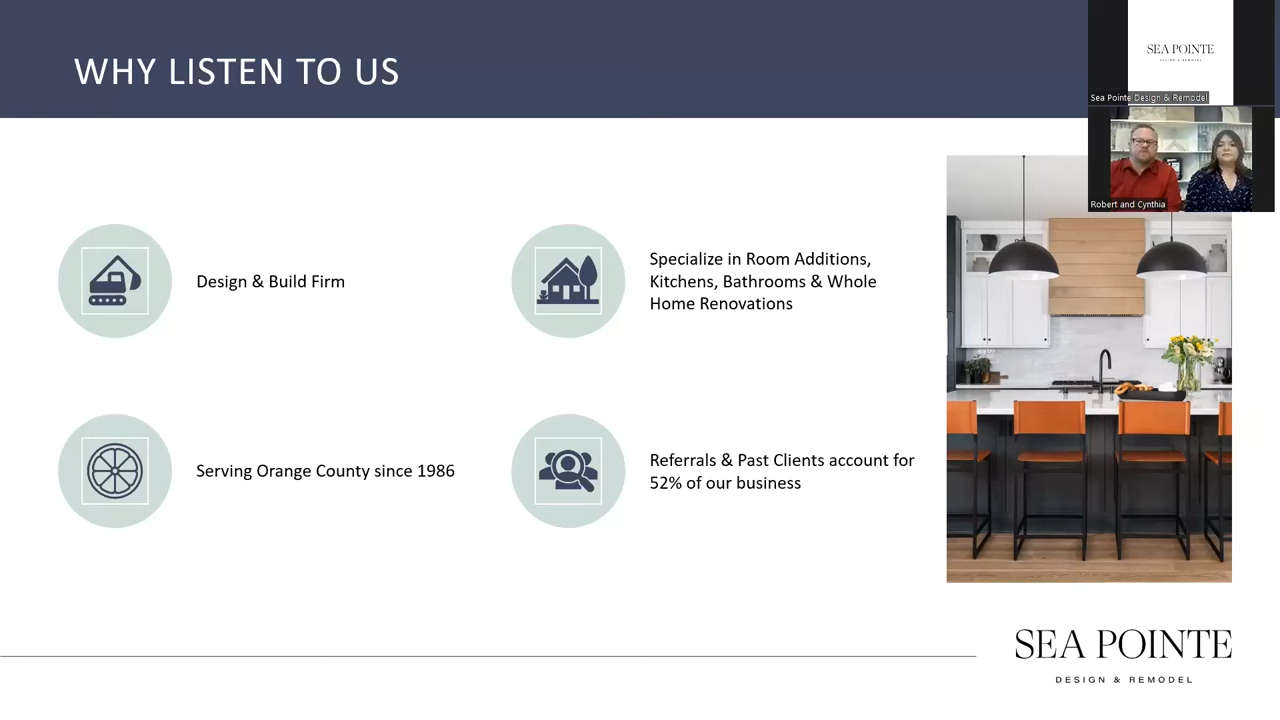 WHY LISTEN TO US
SEA POINTE
DESIGN & REMODEL
Sea Pointe Design & Remodel
Robert and Cynthia
Design & Build Firm
Specialize in Room Additions,
Kitchens, Bathrooms & Whole
Home Renovations
Serving Orange County since 1986
Referrals & Past Clients account for
52% of our business
SEA POINTE
DESIGN & REMODEL